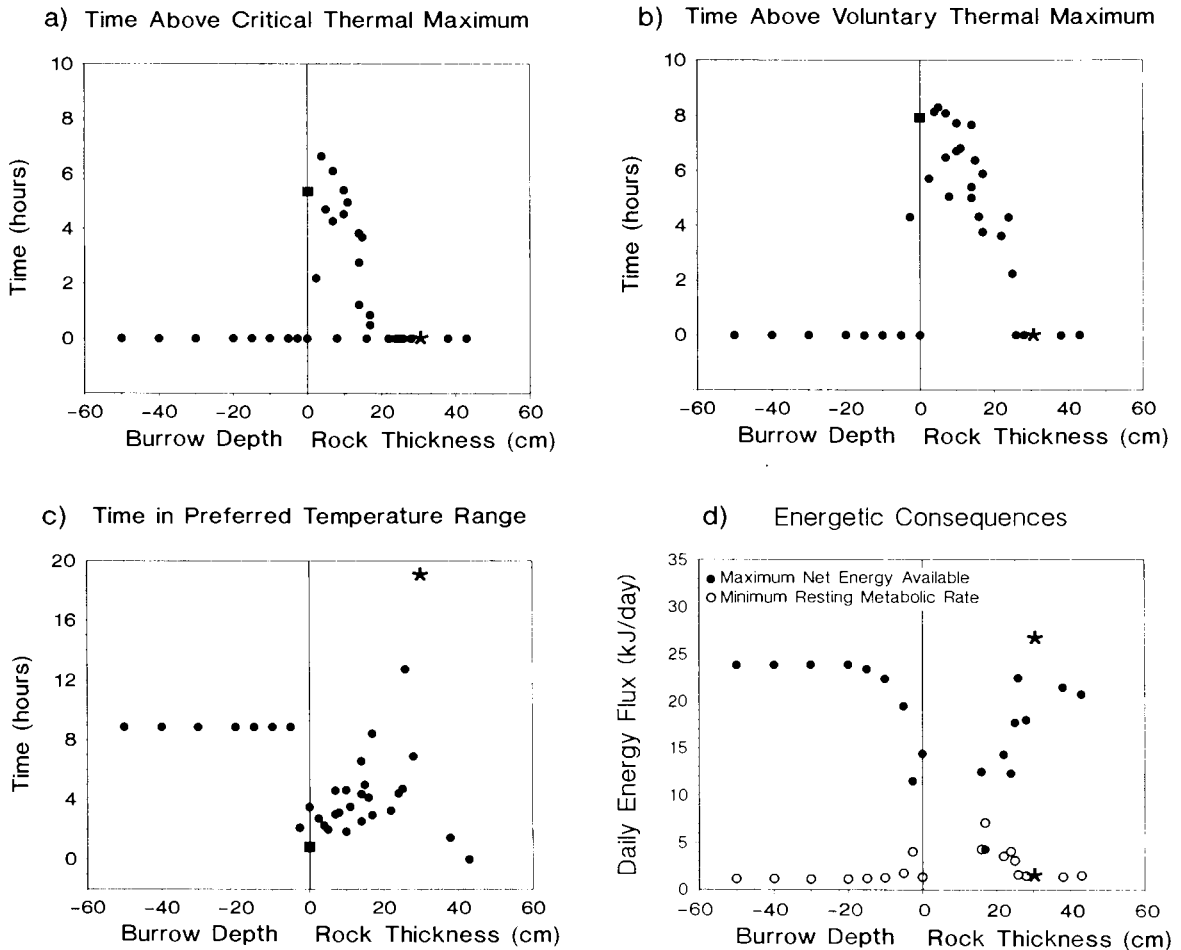 a) Time Above Critical Thermal Maximum
10
8
6
4
2
0
Time (hours)
-60 -40 -20 0 20 40 60
Burrow Depth Rock Thickness (cm)
b) Time Above Voluntary Thermal Maximum
10
8
6
4
2
0
Time (hours)
-60 -40 -20 0 20 40 60
Burrow Depth Rock Thickness (cm)
c) Time in Preferred Temperature Range
20
16
12
8
4
0
Time (hours)
-60 -40 -20 0 20 40 60
Burrow Depth Rock Thickness (cm)
d) Energetic Consequences
35
30
25
20
15
10
5
0
Daily Energy Flux (kJ/day)
Maximum Net Energy Available
Minimum Resting Metabolic Rate
-60 -40 -20 0 20 40 60
Burrow Depth Rock Thickness (cm)